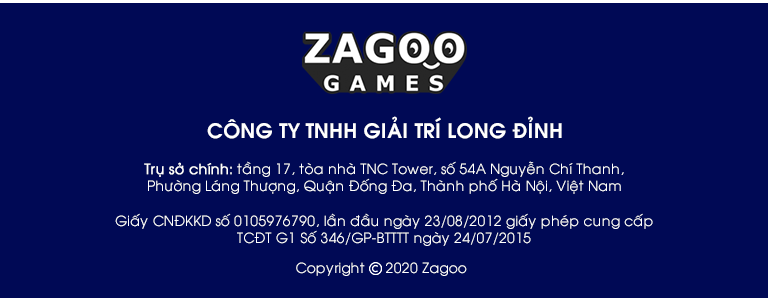 ZAGOO
GAMES
CÔNG TY TNHH GIẢI TRÍ LONG ĐỈNH
Trụ sở chính: tầng 17, tòa nhà TNC Tower, số 54A Nguyễn Chí Thanh,
Phường Láng Thượng, Quận Đống Đa, Thành phố Hà Nội, Việt Nam
Giấy CNĐKKD số 0105976790, lần đầu ngày 23/08/2012 giấy phép cung cấp
TCĐT G1 Số 346/GP-BTTTT ngày 24/07/2015
Copyright © 2020 Zagoo